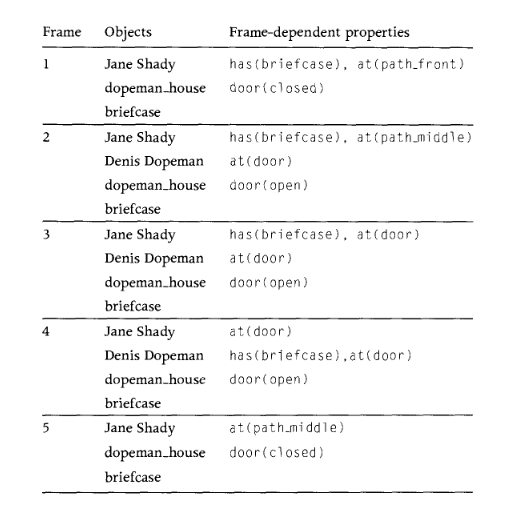 Frame Objects Frame-dependent properties
1 Jane Shady has(briefcase), at(path_front)
dopeman_house door(closed)
briefcase
2 Jane Shady has(briefcase), at(path_middle)
Denis Dopeman at(door)
dopeman_house door(open)
briefcase
3 Jane Shady has(briefcase), at(door)
Denis Dopeman at(door)
dopeman_house door(open)
briefcase
4 Jane Shady at(door)
Denis Dopeman has(briefcase),at(door)
dopeman_house door(open)
briefcase
5 Jane Shady at(path_middle)
dopeman_house door(closed)
briefcase